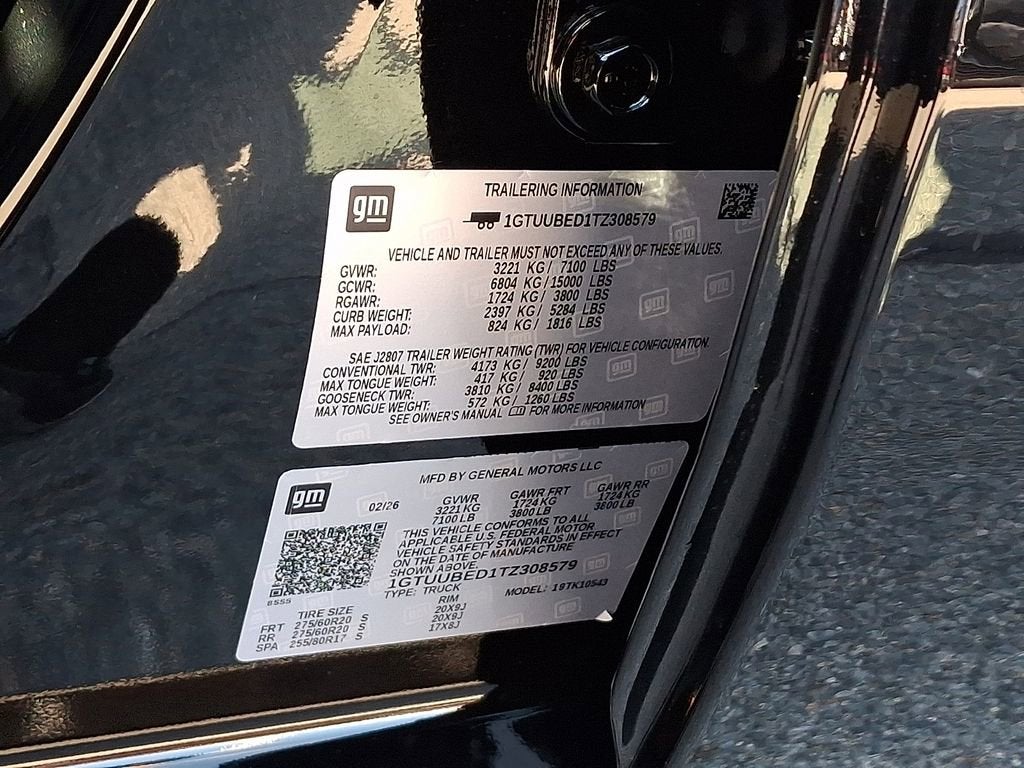 gm
TRAILERING INFORMATION
1GTUUBED1TZ308579
VEHICLE AND TRAILER MUST NOT EXCEED ANY OF THESE VALUES.
GVWR: 3221 KG / 7100 LBS
GCWR: 6804 KG / 15000 LBS
RGAWR: 1724 KG / 3800 LBS
CURB WEIGHT: 2397 KG / 5284 LBS
MAX PAYLOAD: 824 KG / 1816 LBS
SAE J2807 TRAILER WEIGHT RATING (TWR) FOR VEHICLE CONFIGURATION.
CONVENTIONAL TWR: 4173 KG / 9200 LBS
MAX TONGUE WEIGHT: 417 KG / 920 LBS
GOOSENECK TWR: 3810 KG / 8400 LBS
MAX TONGUE WEIGHT: 572 KG / 1260 LBS
SEE OWNER'S MANUAL FOR MORE INFORMATION
gm
MFD BY GENERAL MOTORS LLC
02/26 GVWR GAWR FRT GAWR RR
3221 KG 1724 KG 1724 KG
7100 LB 3800 LB 3800 LB
THIS VEHICLE CONFORMS TO ALL
APPLICABLE U.S. FEDERAL MOTOR
VEHICLE SAFETY STANDARDS IN EFFECT
ON THE DATE OF MANUFACTURE
SHOWN ABOVE.
1GTUUBED1TZ308579
TYPE: TRUCK MODEL: 19TK10543
TIRE SIZE RIM
FRT 275/60R20 S 20X9J
RR 275/60R20 S 20X9J
SPA 255/80R17 S 17X8J